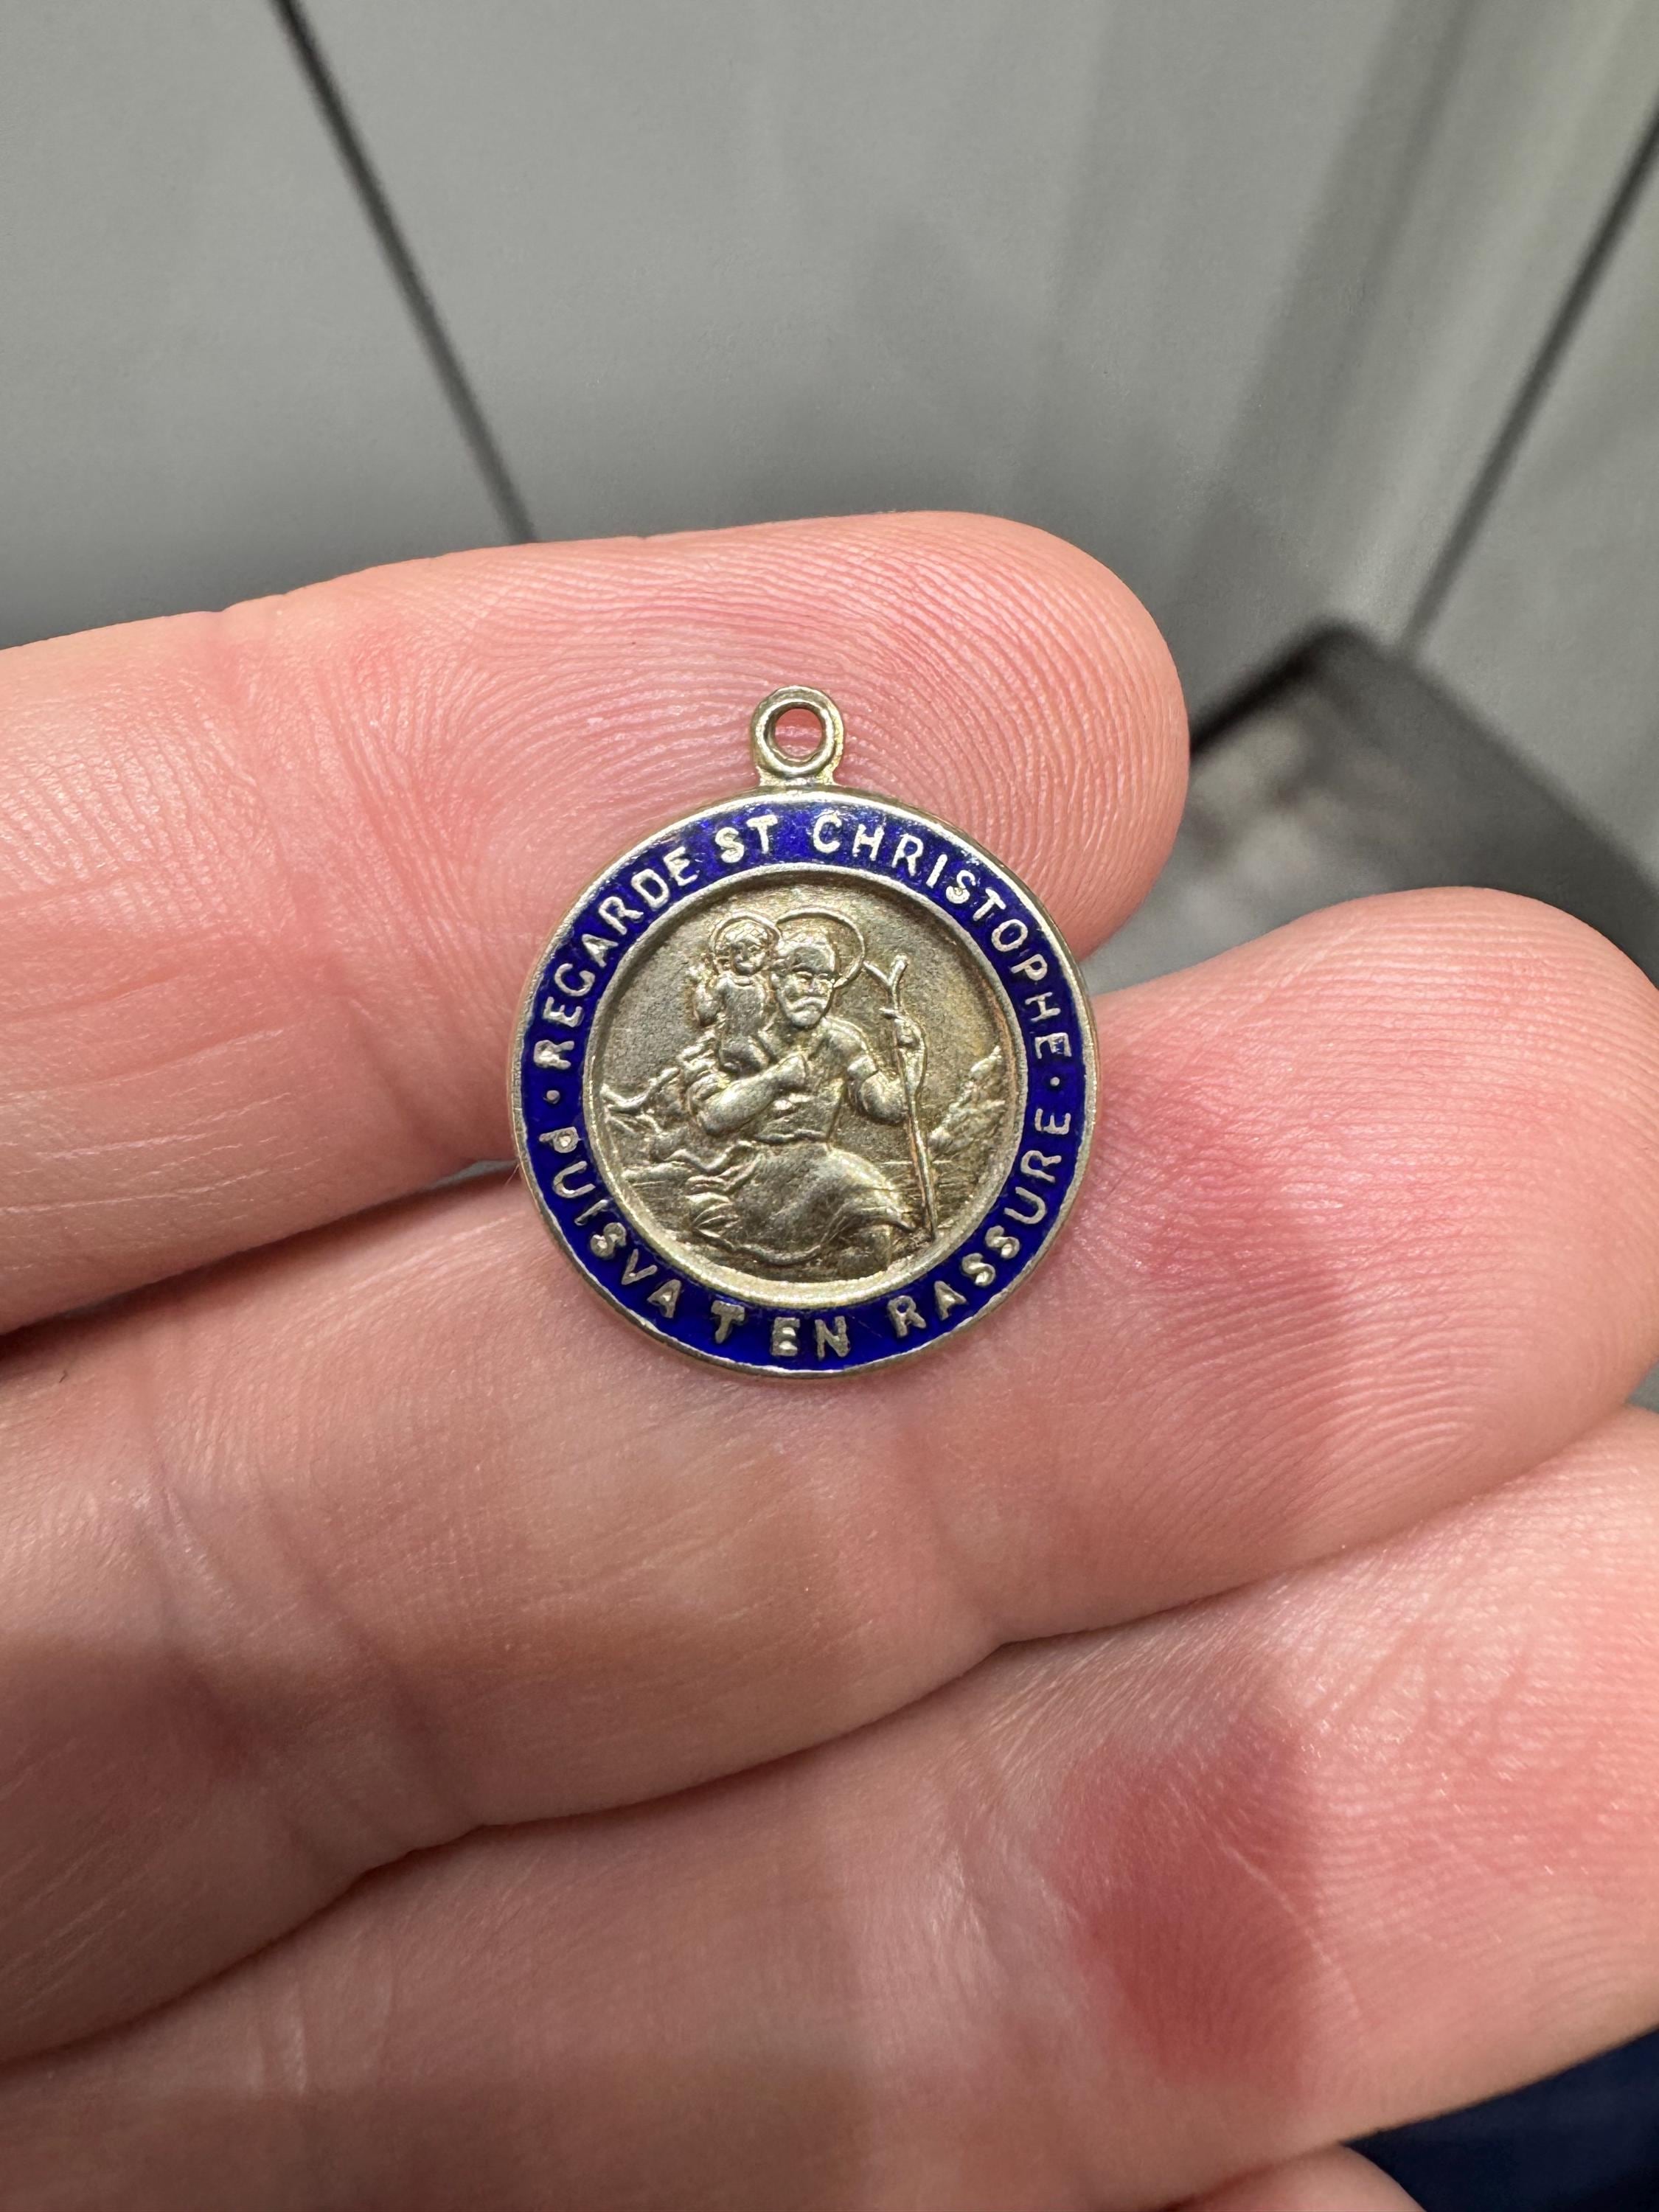 REGARDE ST CHRISTOPHE
PUIS VA T EN RASSURE